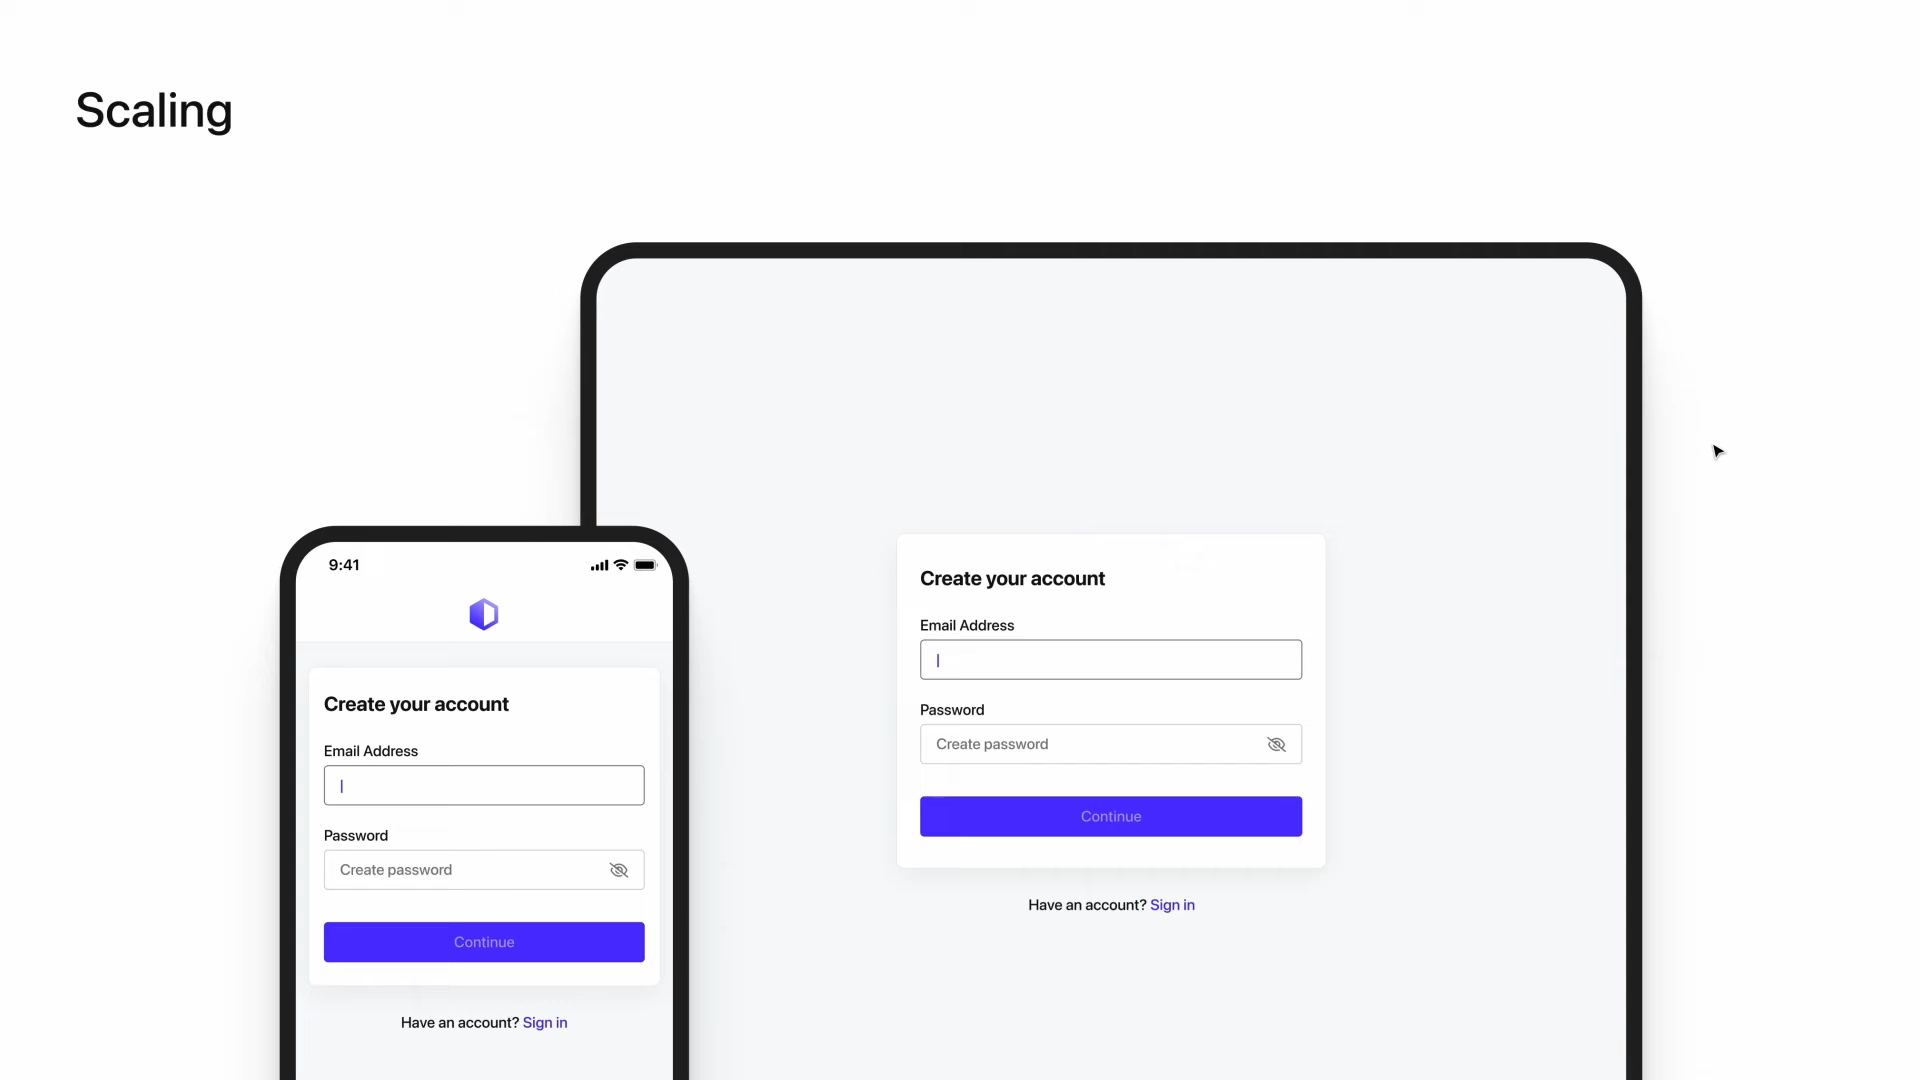 Scaling
9:41
Create your account
Email Address
Password
Create password
Continue
Have an account? Sign in
Create your account
Email Address
Password
Create password
Continue
Have an account? Sign in